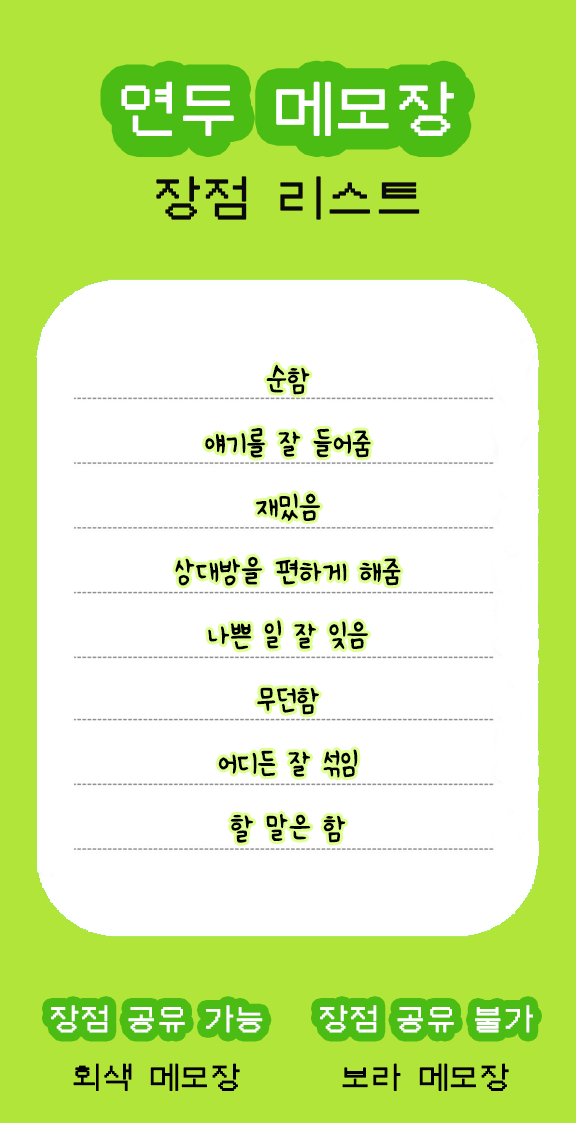 연두 메모장
장점 리스트
순함
얘기를 잘 들어줌
재밌음
상대방을 편하게 해줌
나쁜 일 잘 잊음
무던함
어디든 잘 섞임
할 말은 함
장점 공유 가능
회색 메모장
장점 공유 불가
보라 메모장